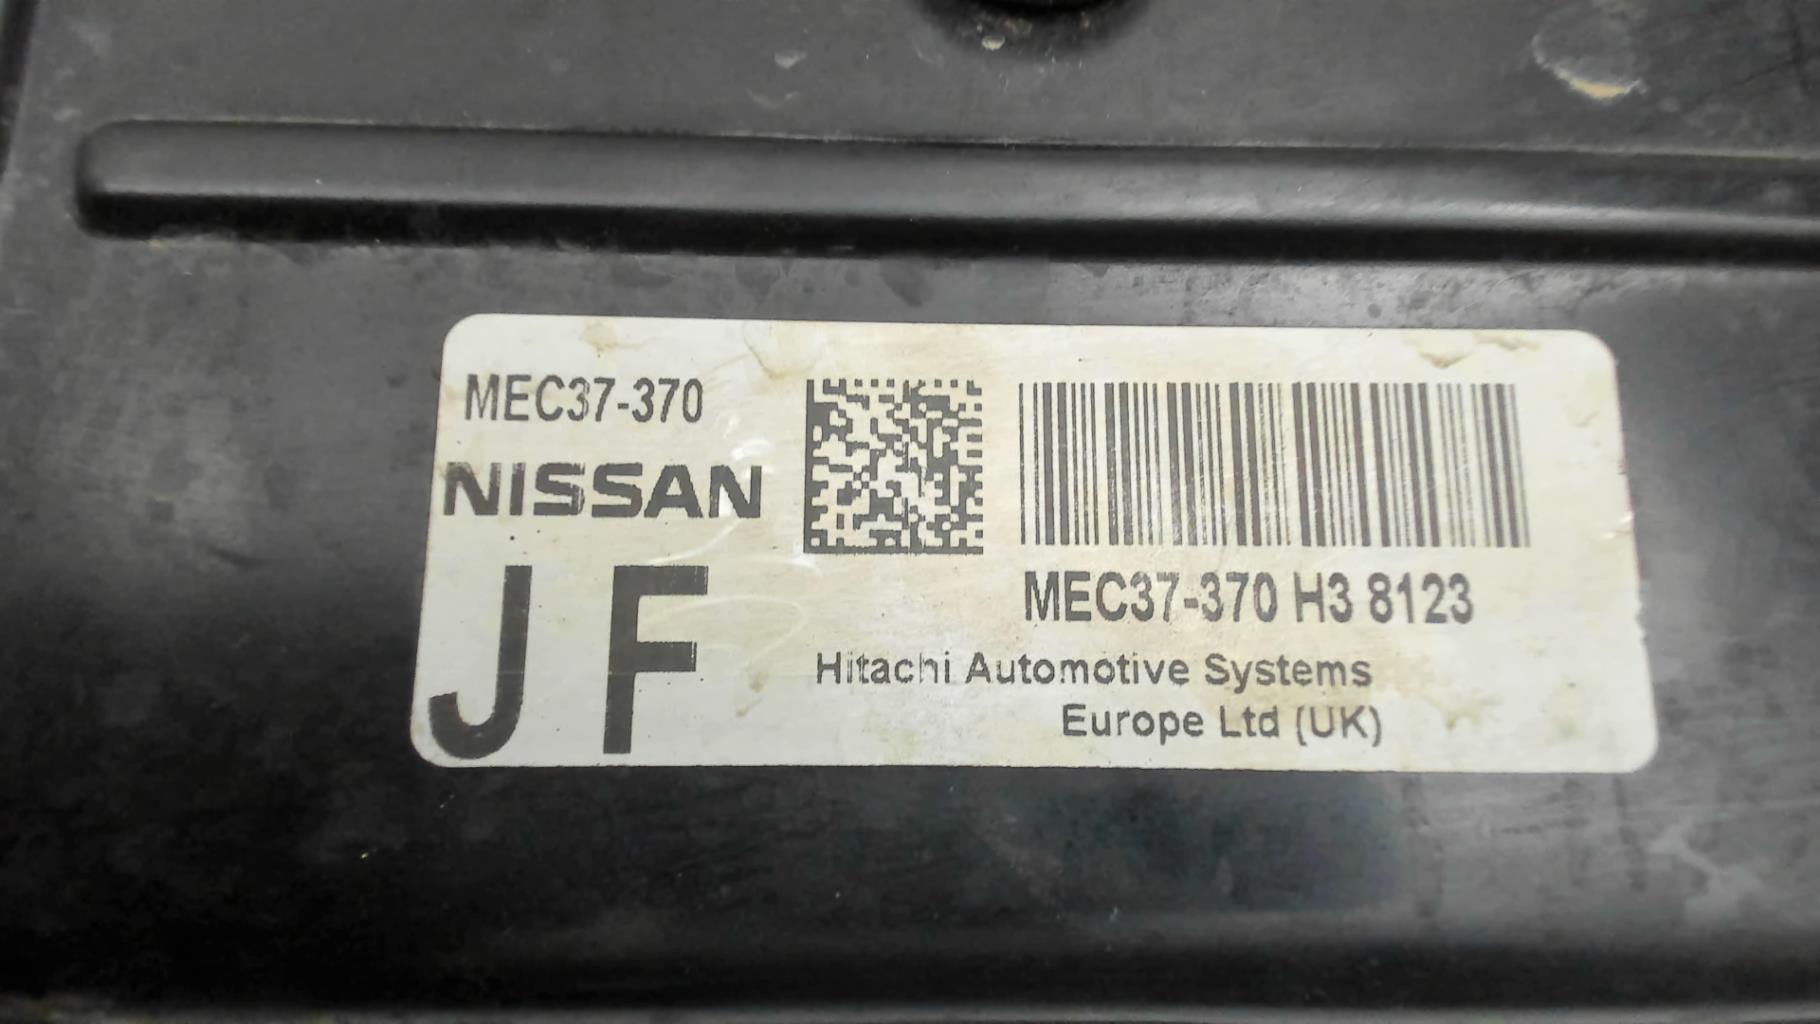 MEC37-370
NISSAN
JF
MEC37-370 H3 8123
Hitachi Automotive Systems
Europe Ltd (UK)